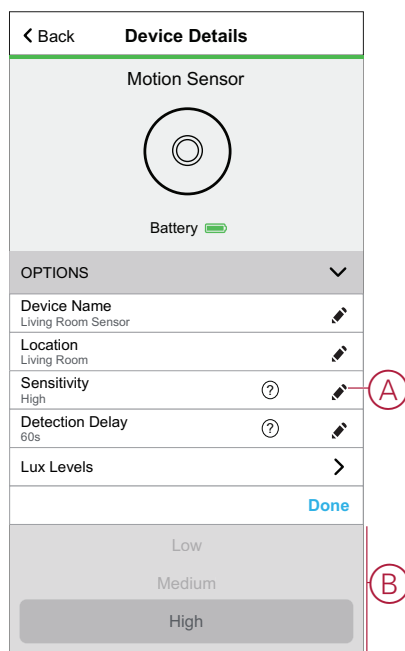 Back Device Details
Motion Sensor
Battery
OPTIONS
Device Name
Living Room Sensor
Location
Living Room
Sensitivity ?
High
A
Detection Delay ?
60s
Lux Levels
Done
Low
Medium
High
B